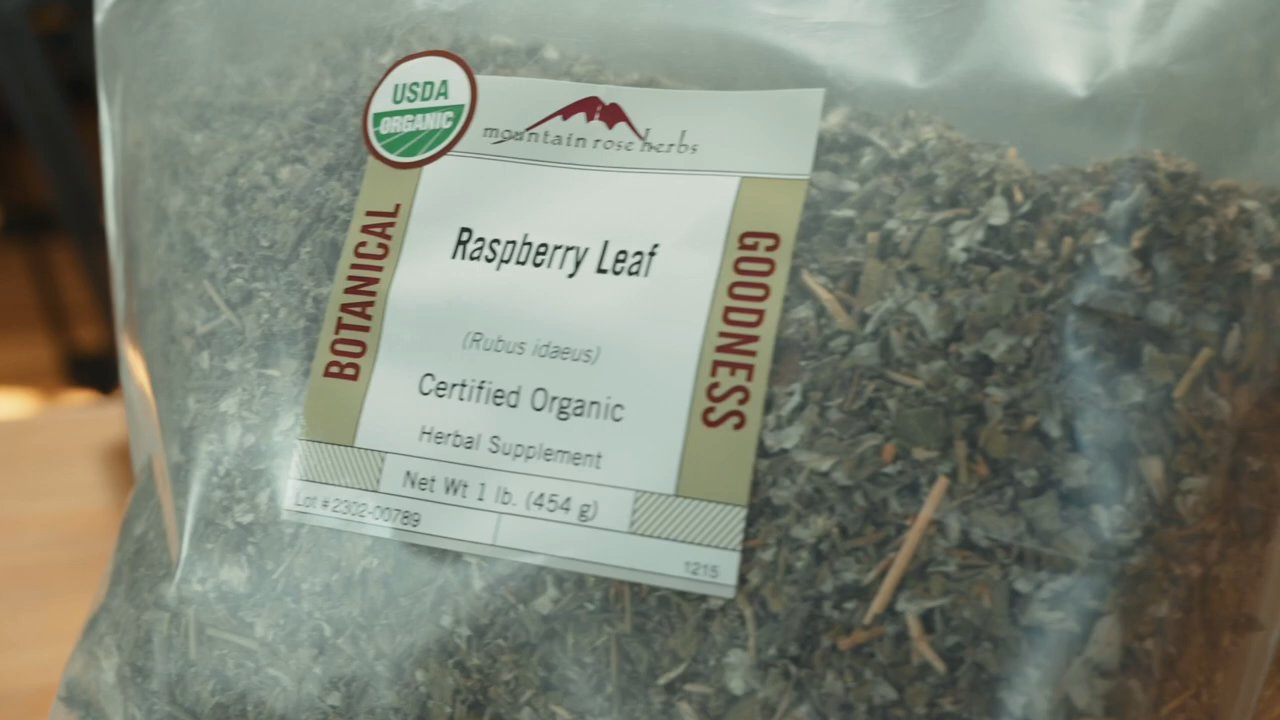 USDA
ORGANIC
mountain rose herbs
BOTANICAL
GOODNESS
Raspberry Leaf
(Rubus idaeus)
Certified Organic
Herbal Supplement
Net Wt 1 lb. (454 g)
Lot # 2302-00789
1215